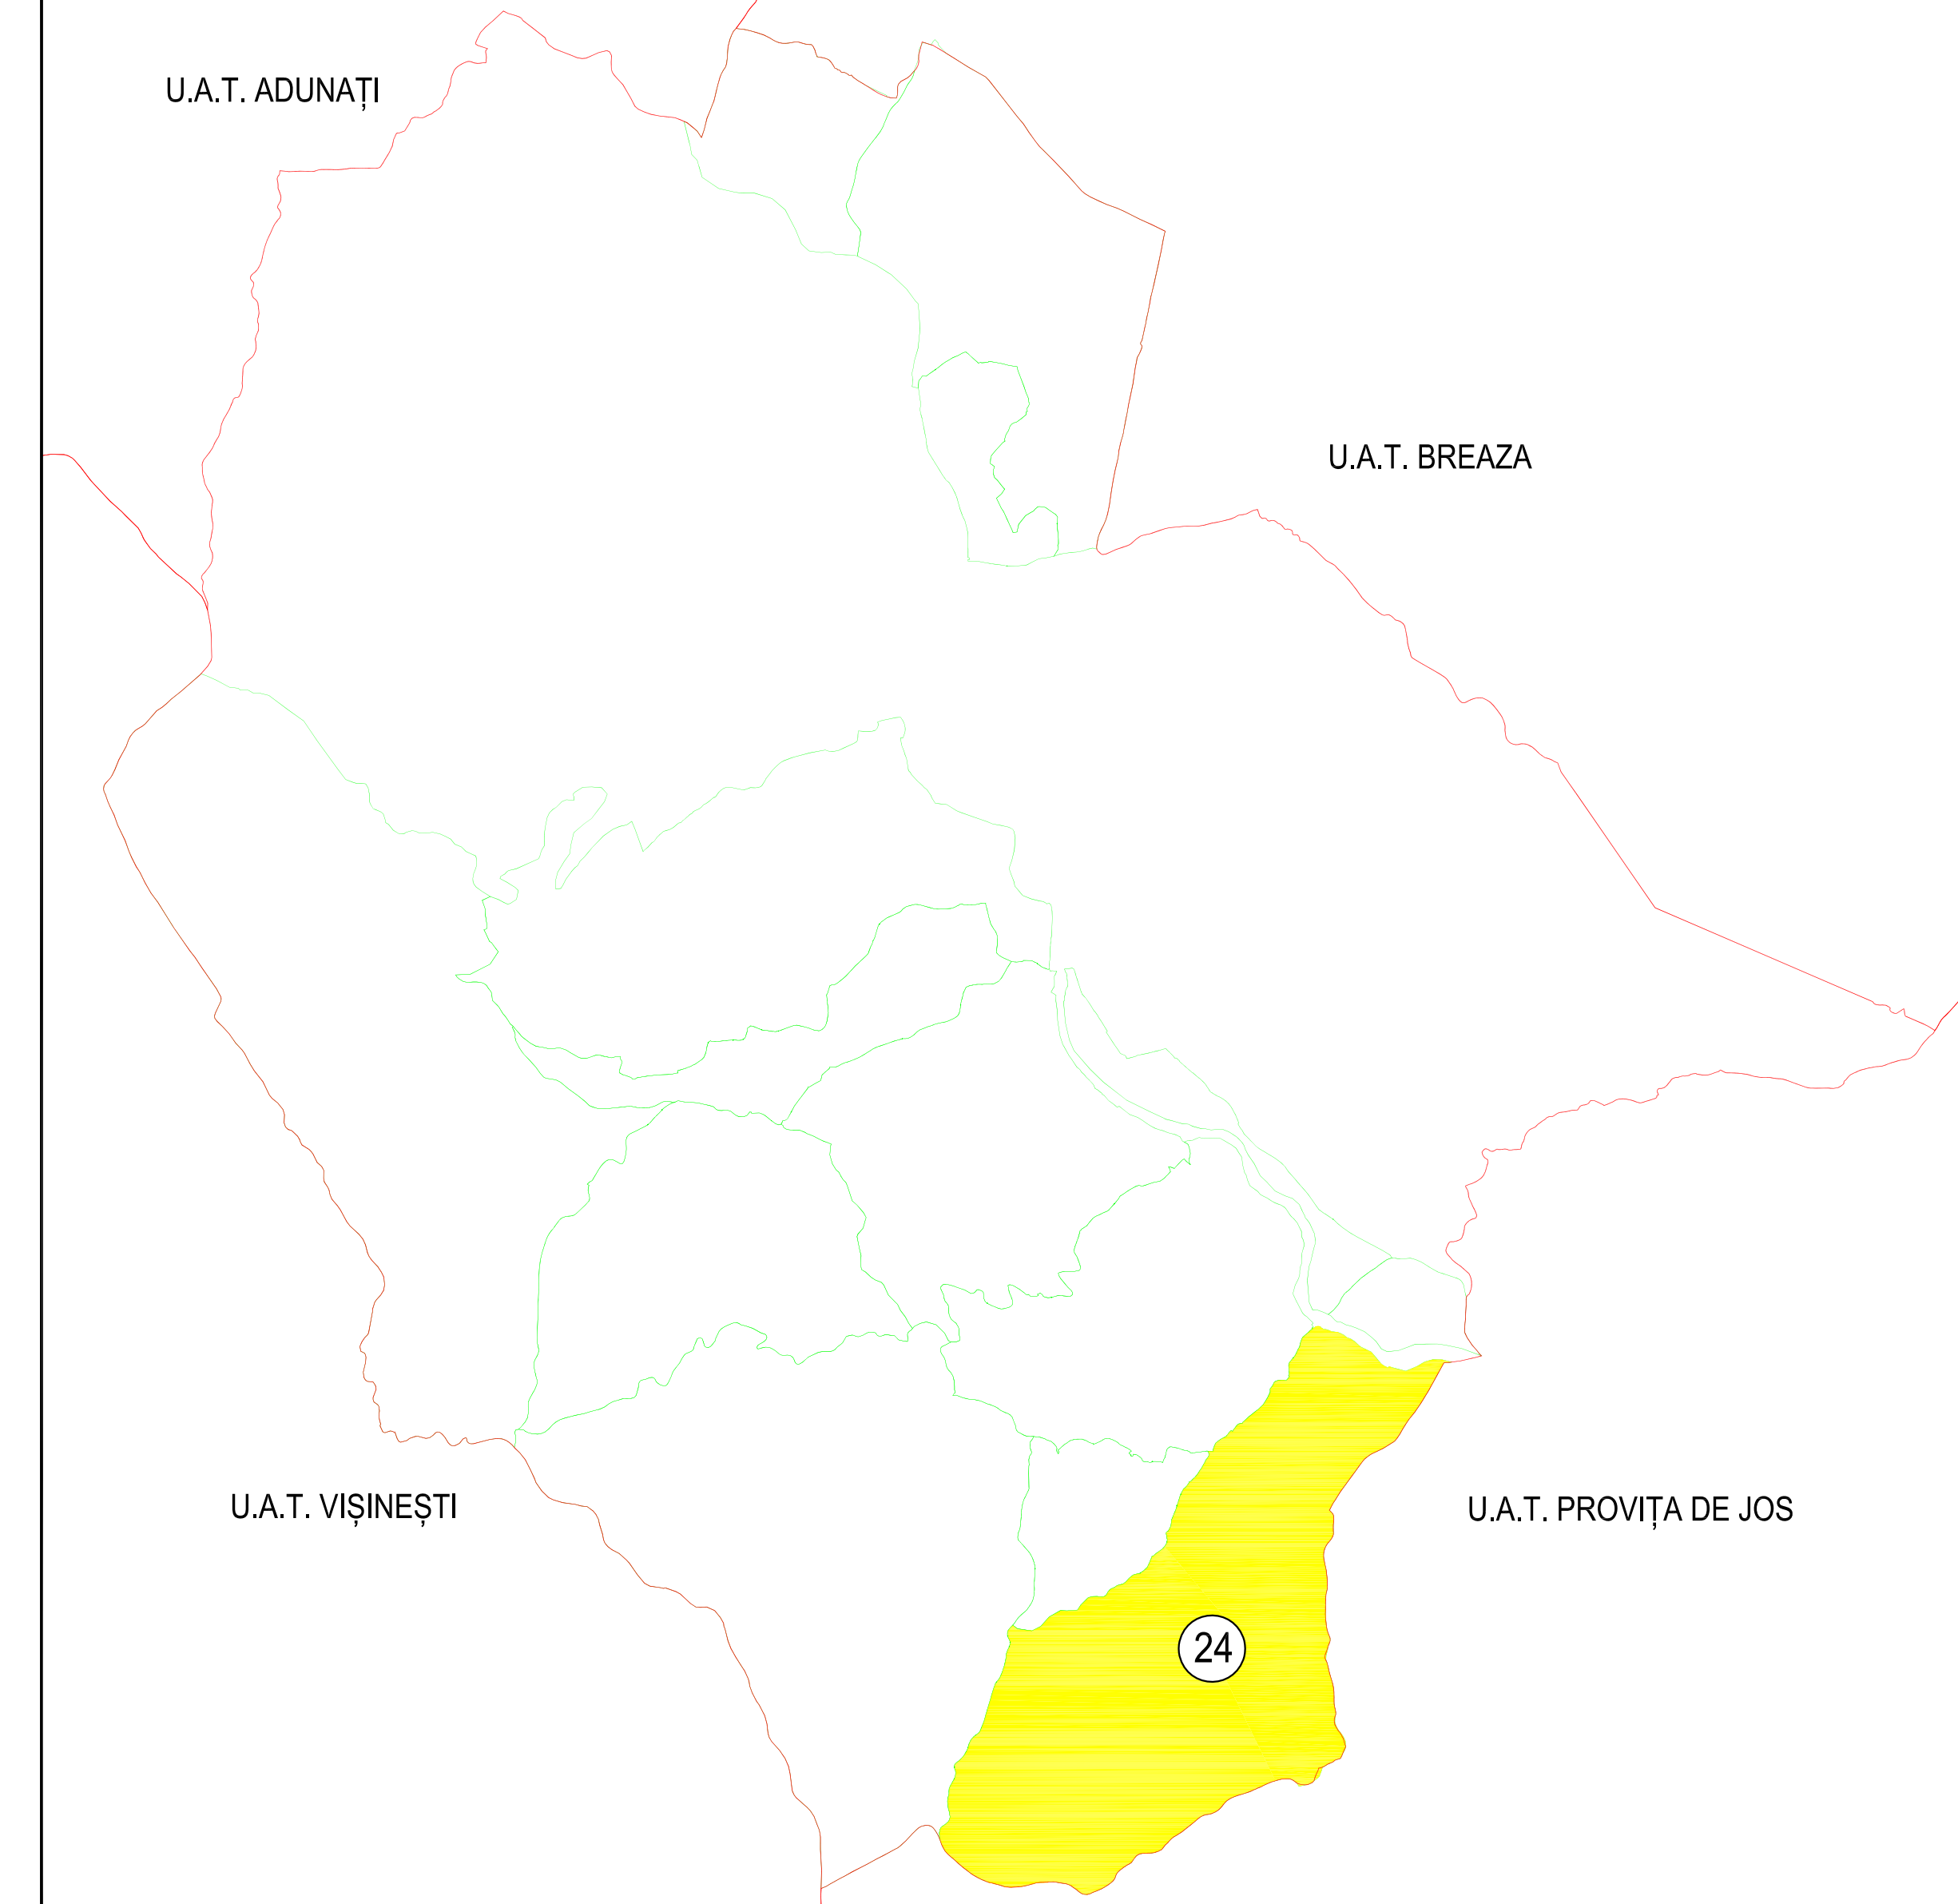 U.A.T. ADUNAȚI
U.A.T. BREAZA
U.A.T. VIȘINEȘTI
U.A.T. PROVIȚA DE JOS
24